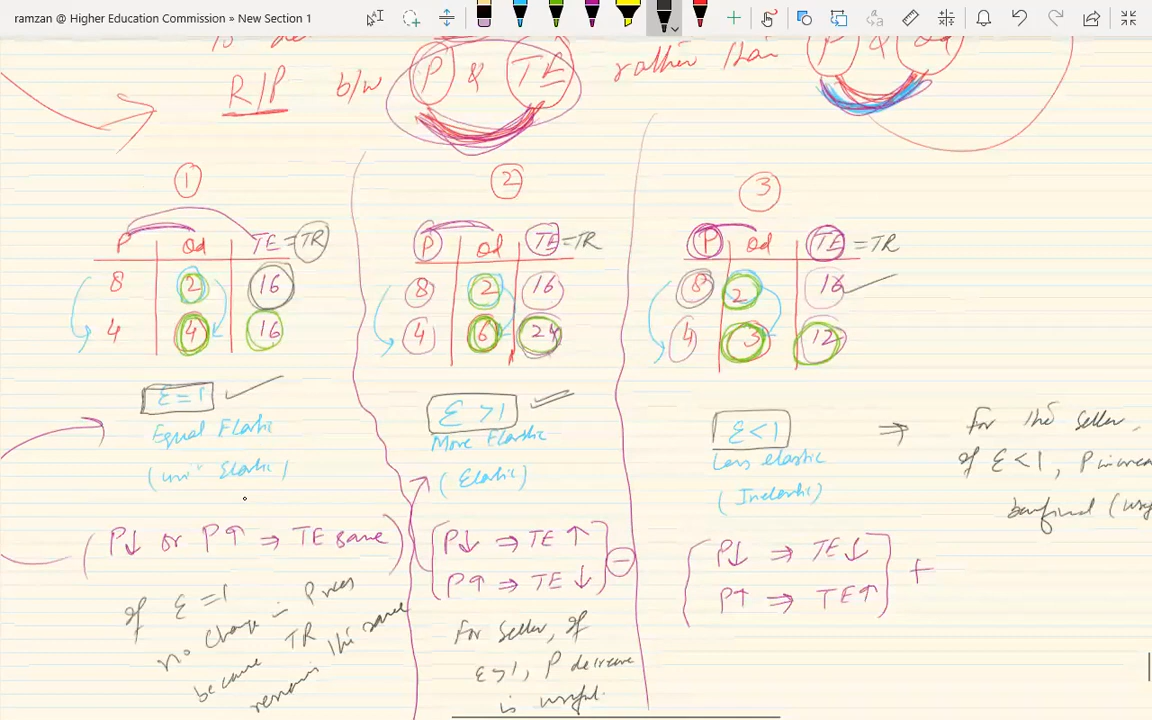 ramzan @ Higher Education Commission » New Section 1
R/P b/w P & TE rather than P & Qd
1
P Qd TE = TR
8 2 16
4 4 16
ε = 1
Equal Elastic
(unit Elastic)
(P↓ or P↑ ⇒ TE same)
If ε = 1
no change in Prices
because TR
remains the same
2
P Qd TE = TR
8 2 16
4 6 24
ε > 1
More Elastic
(Elastic)
P↓ ⇒ TE ↑
P↑ ⇒ TE ↓
−
For seller, if
ε > 1, P decrease
is useful.
3
P Qd TE = TR
8 2 16
4 3 12
ε < 1
Less elastic
(Inelastic)
P↓ ⇒ TE↓
P↑ ⇒ TE↑
+
⇒ For the seller,
if ε < 1, P increa